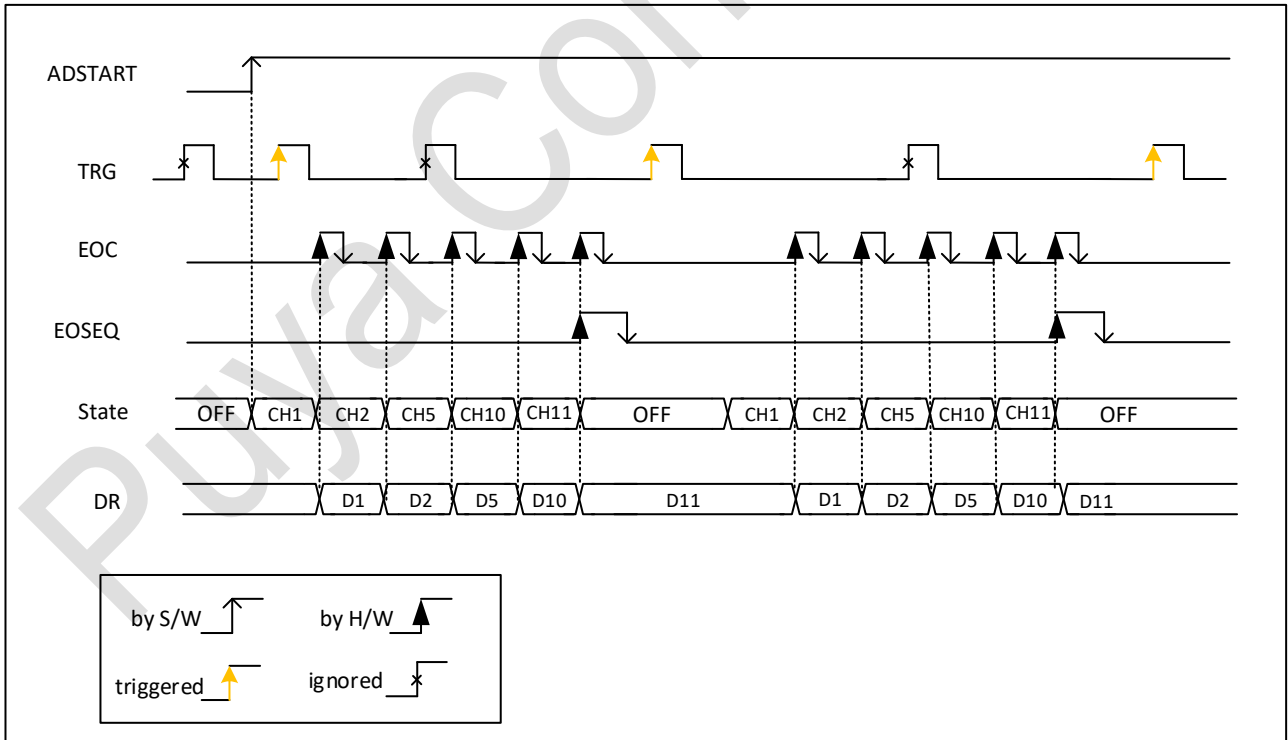 ADSTART
TRG
EOC
EOSEQ
State OFF CH1 CH2 CH5 CH10 CH11 OFF CH1 CH2 CH5 CH10 CH11 OFF
DR D1 D2 D5 D10 D11 D1 D2 D5 D10 D11
by S/W by H/W
triggered ignored
Puya Con